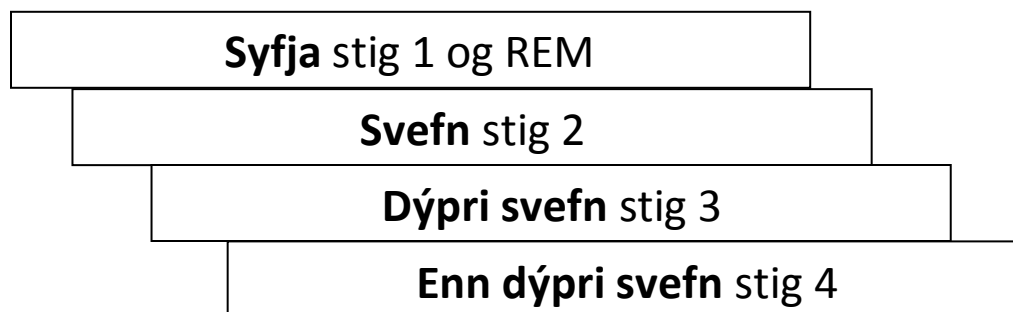 Syfja stig 1 og REM
Svefn stig 2
Dýpri svefn stig 3
Enn dýpri svefn stig 4